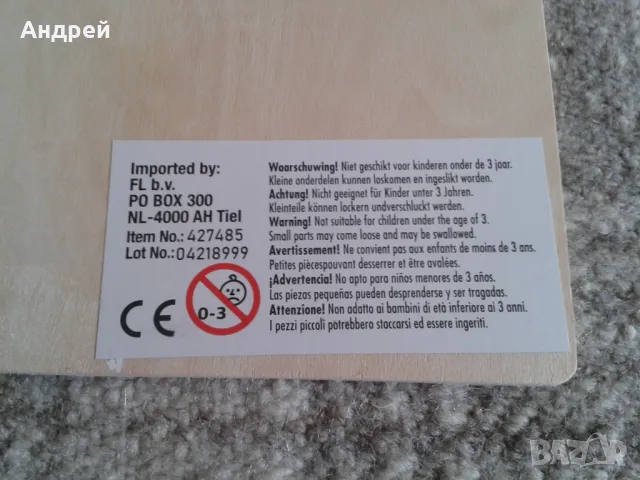 Андрей
Imported by:
FL b.v.
PO BOX 300
NL-4000 AH Tiel
Item No.: 427485
Lot No.: 04218999
CE
0-3
Waarschuwing! Niet geschikt voor kinderen onder de 3 jaar.
Kleine onderdelen kunnen loskomen en ingeslikt worden.
Achtung! Nicht geeignet für Kinder unter 3 Jahren.
Kleinteile können lockern undverschluckt werden.
Warning! Not suitable for children under the age of 3.
Small parts may come loose and may be swallowed.
Avertissement! Ne convient pas aux enfants de moins de 3 ans.
Petites piècespouvant desserrer et être avalées.
¡Advertencia! No apto para niños menores de 3 años.
Las piezas pequeñas pueden desprenderse y ser tragadas.
Attenzione! Non adatto ai bambini di età inferiore ai 3 anni.
I pezzi piccoli potrebbero staccarsi ed essere ingeriti.
BAZAR